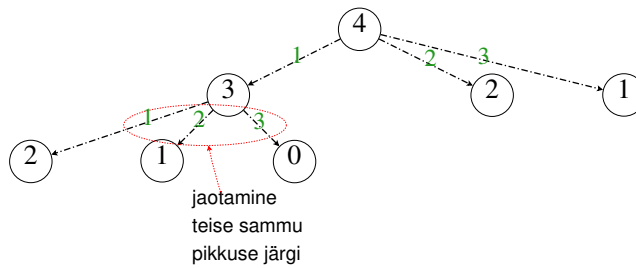 4
1 2 3
3 2 1
1 2 3
2 1 0
jaotamine
teise sammu
pikkuse järgi